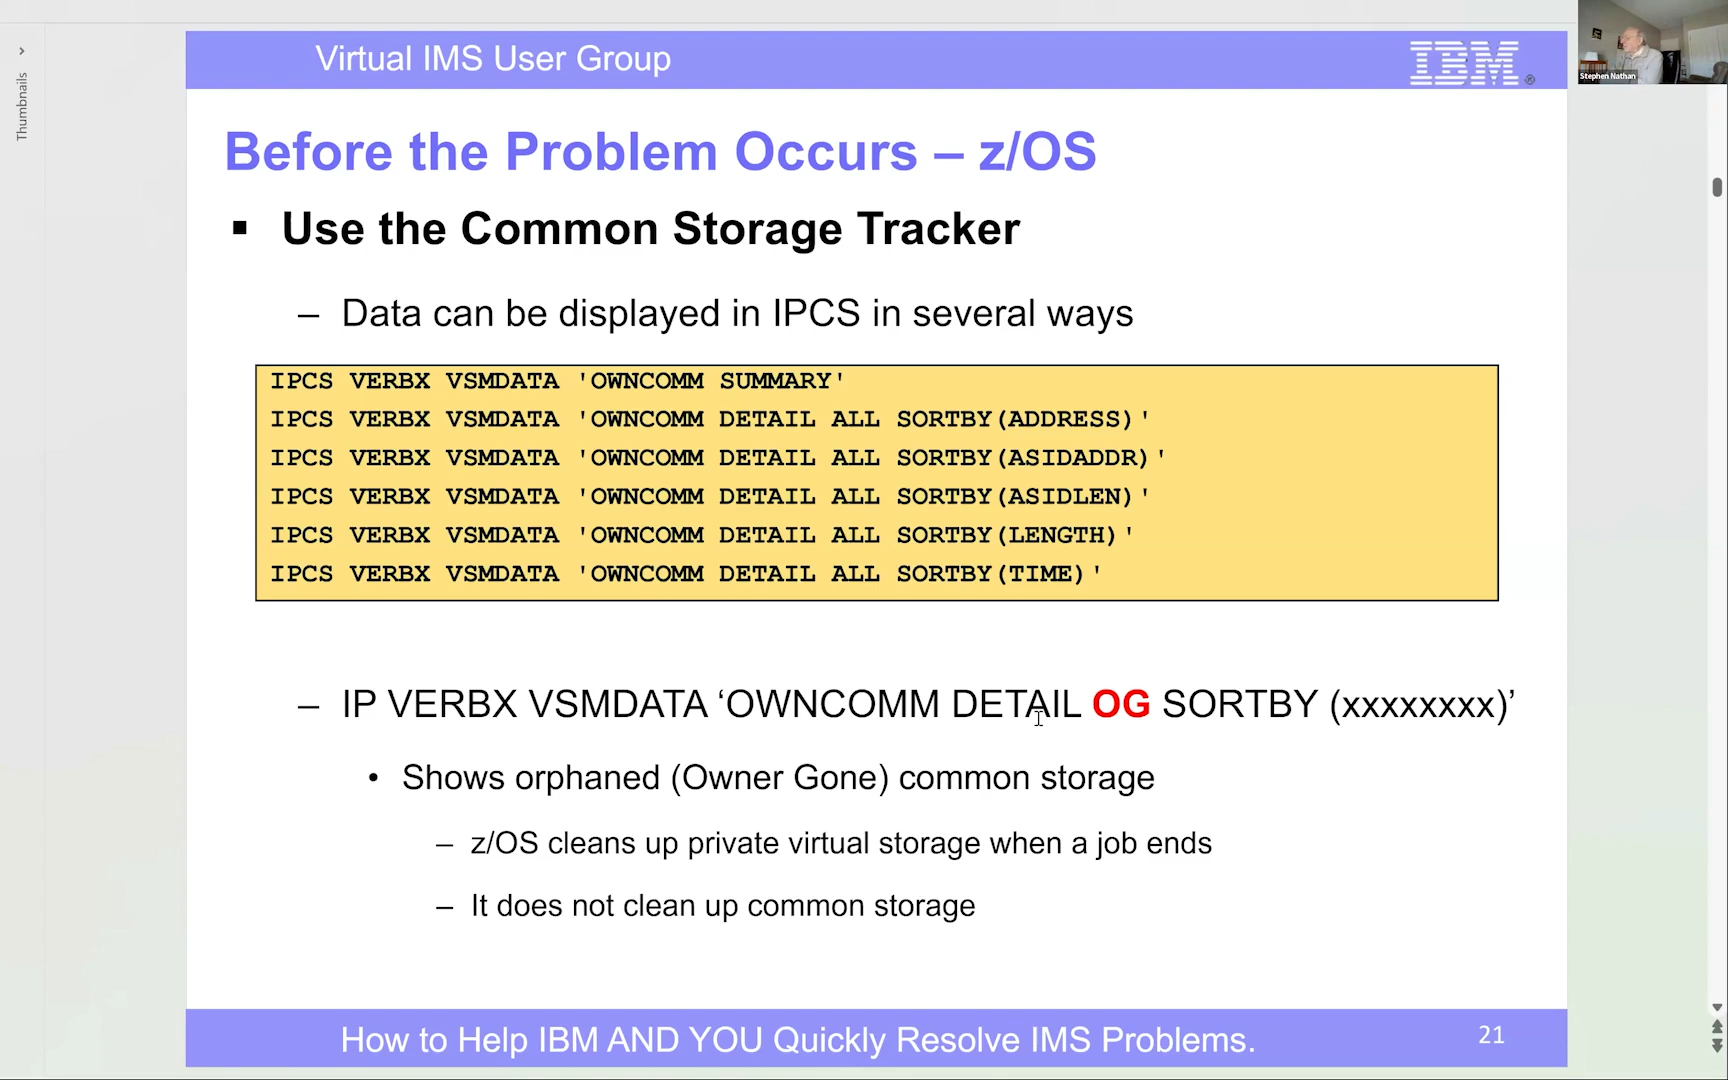 Thumbnails
Virtual IMS User Group
IBM®
Stephen Nathan
Before the Problem Occurs – z/OS
▪ Use the Common Storage Tracker
– Data can be displayed in IPCS in several ways
IPCS VERBX VSMDATA 'OWNCOMM SUMMARY'
IPCS VERBX VSMDATA 'OWNCOMM DETAIL ALL SORTBY(ADDRESS)'
IPCS VERBX VSMDATA 'OWNCOMM DETAIL ALL SORTBY(ASIDADDR)'
IPCS VERBX VSMDATA 'OWNCOMM DETAIL ALL SORTBY(ASIDLEN)'
IPCS VERBX VSMDATA 'OWNCOMM DETAIL ALL SORTBY(LENGTH)'
IPCS VERBX VSMDATA 'OWNCOMM DETAIL ALL SORTBY(TIME)'
– IP VERBX VSMDATA ‘OWNCOMM DETAIL OG SORTBY (xxxxxxxx)’
• Shows orphaned (Owner Gone) common storage
– z/OS cleans up private virtual storage when a job ends
– It does not clean up common storage
How to Help IBM AND YOU Quickly Resolve IMS Problems.
21